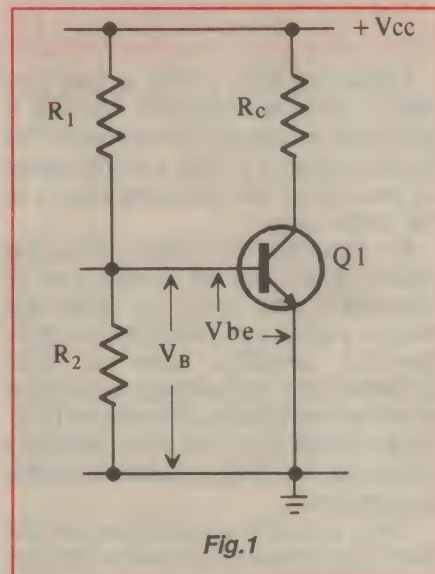 + Vcc
R1
Rc
Q1
Vbe
VB
R2
Fig.1